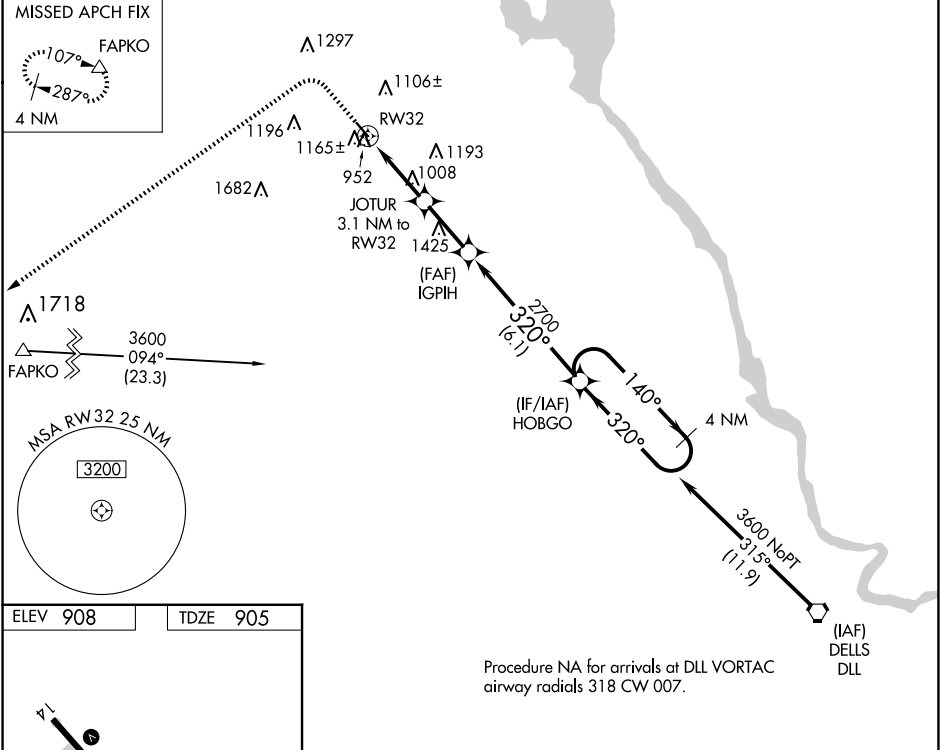 MISSED APCH FIX
FAPKO
107°
287°
4 NM
1297
1106±
RW32
1196
1165±
952
1193
1008
1682
JOTUR
3.1 NM to
RW32
1425
(FAF)
IGPIH
1718
FAPKO
3600
094°
(23.3)
2700
320°
(6.1)
(IF/IAF)
HOBGO
140°
320°
4 NM
MSA RW32 25 NM
3200
3600 NoPT
315°
(11.9)
(IAF)
DELLS
DLL
Procedure NA for arrivals at DLL VORTAC
airway radials 318 CW 007.
ELEV 908
TDZE 905
14
V